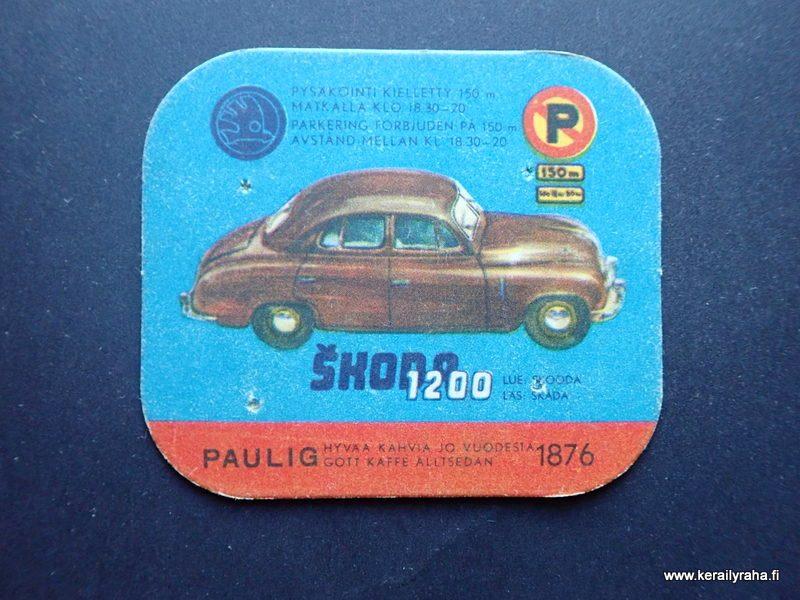 PYSÄKÖINTI KIELLETTY 150 m
MATKALLA KLO 18.30–20
PARKERING FÖRBJUDEN PÅ 150 m
AVSTÅND MELLAN KL 18.30–20
P
150 m
ŠKODA
1200
LUE: SKOODA
LÄS: SKÅDA
PAULIG
HYVÄÄ KAHVIA JO VUODESTA
GOTT KAFFE ALLTSEDAN
1876
www.kerailyraha.fi